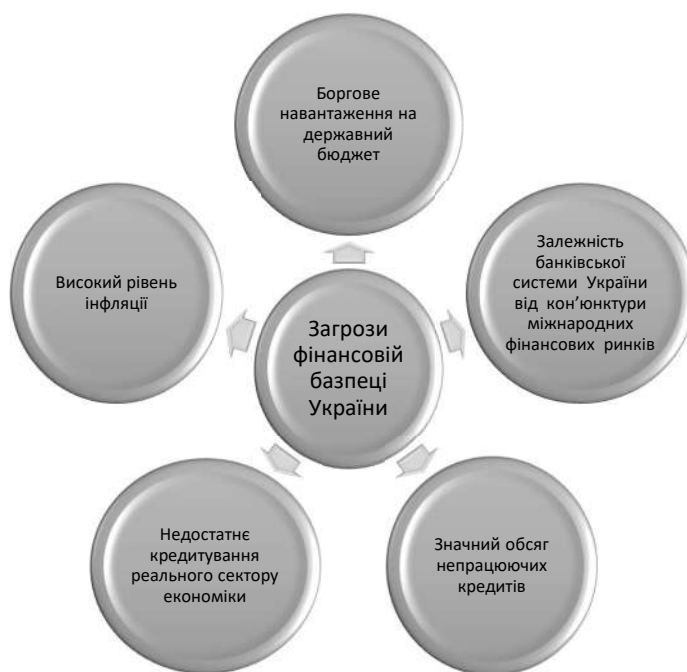 Боргове
навантаження на
державний
бюджет
Високий рівень
інфляції
Залежність
банківської
системи України
від кон’юнктури
міжнародних
фінансових ринків
Загрози
фінансовій
базпеці
України
Недостатнє
кредитування
реального сектору
економіки
Значний обсяг
непрацюючих
кредитів